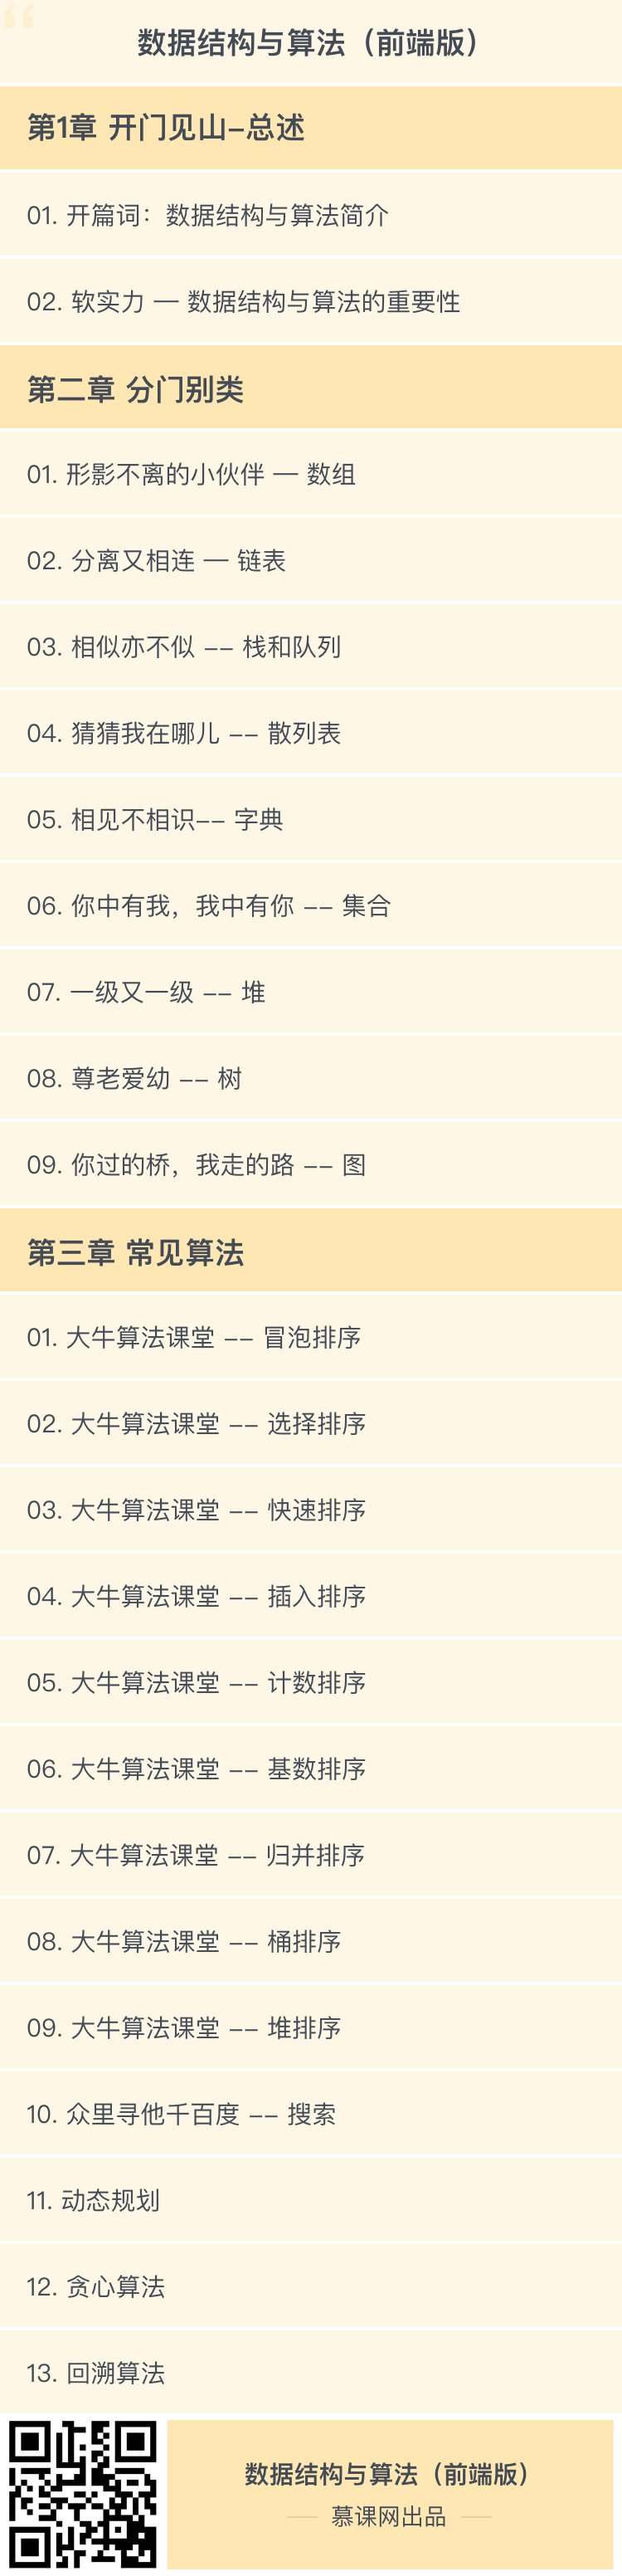 数据结构与算法（前端版）
第1章 开门见山-总述
01. 开篇词：数据结构与算法简介
02. 软实力 — 数据结构与算法的重要性
第二章 分门别类
01. 形影不离的小伙伴 — 数组
02. 分离又相连 — 链表
03. 相似亦不似 -- 栈和队列
04. 猜猜我在哪儿 -- 散列表
05. 相见不相识-- 字典
06. 你中有我，我中有你 -- 集合
07. 一级又一级 -- 堆
08. 尊老爱幼 -- 树
09. 你过的桥，我走的路 -- 图
第三章 常见算法
01. 大牛算法课堂 -- 冒泡排序
02. 大牛算法课堂 -- 选择排序
03. 大牛算法课堂 -- 快速排序
04. 大牛算法课堂 -- 插入排序
05. 大牛算法课堂 -- 计数排序
06. 大牛算法课堂 -- 基数排序
07. 大牛算法课堂 -- 归并排序
08. 大牛算法课堂 -- 桶排序
09. 大牛算法课堂 -- 堆排序
10. 众里寻他千百度 -- 搜索
11. 动态规划
12. 贪心算法
13. 回溯算法
数据结构与算法（前端版）
慕课网出品